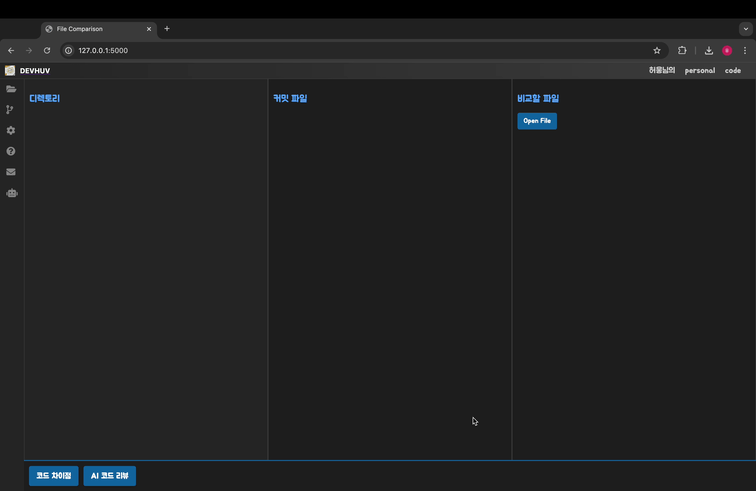 File Comparison
127.0.0.1:5000
DEVHUV
허웅님의 personal code
디렉토리
커밋 파일
비교할 파일
Open File
코드 차이점
AI 코드 리뷰